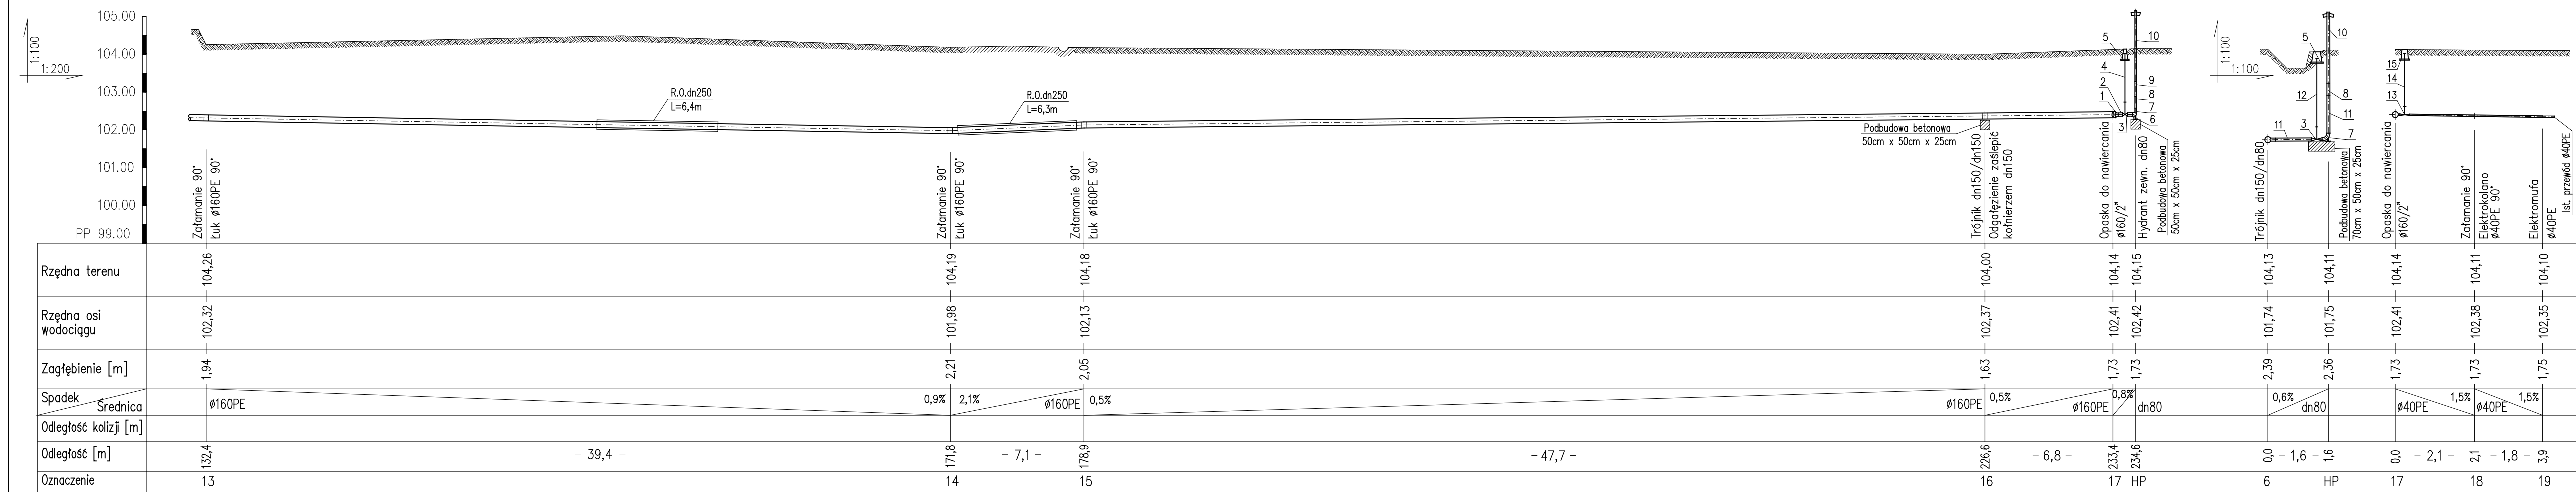 105.00
104.00
103.00
102.00
101.00
100.00
PP 99.00
1:100
1:200
R.O.dn250
L=6,4m
R.O.dn250
L=6,3m
Załamanie 90°
Łuk ø160PE 90°
Załamanie 90°
Łuk ø160PE 90°
Załamanie 90°
Łuk ø160PE 90°
Podbudowa betonowa
50cm x 50cm x 25cm
Trójnik dn150/dn150
Odgałęzienie zaślepić
kołnierzem dn150
Opaska do nawiercania
ø160/2"
Hydrant zewn. dn80
Podbudowa betonowa
50cm x 50cm x 25cm
5
10
4
2
1
3
9
8
7
6
1:100
1:100
5
10
12
8
11
11
3
7
Trójnik dn150/dn80
Podbudowa betonowa
70cm x 50cm x 25cm
15
14
13
Opaska do nawiercania
ø160/2"
Załamanie 90°
Elektrokolano
ø40PE 90°
Elektromufa
ø40PE
Ist. przewód ø40PE
Rzędna terenu
104,26 104,19 104,18 104,00 104,14 104,15 104,13 104,11 104,14 104,11 104,10
Rzędna osi
wodociągu
102,32 101,98 102,13 102,37 102,41 102,42 101,74 101,75 102,41 102,38 102,35
Zagłębienie [m]
1,94 2,21 2,05 1,63 1,73 1,73 2,39 2,36 1,73 1,73 1,75
Spadek
Średnica
0,9% 2,1% 0,5% 0,5% 0,8% 0,6% 1,5% 1,5%
ø160PE ø160PE ø160PE ø160PE dn80 dn80 ø40PE ø40PE
Odległość kolizji [m]
Odległość [m]
132,4 - 39,4 - 171,8 - 7,1 - 178,9 - 47,7 - 226,6 - 6,8 - 233,4 234,6 0,0 - 1,6 - 1,6 0,0 - 2,1 - 2,1 - 1,8 - 3,9
Oznaczenie
13 14 15 16 17 HP 6 HP 17 18 19